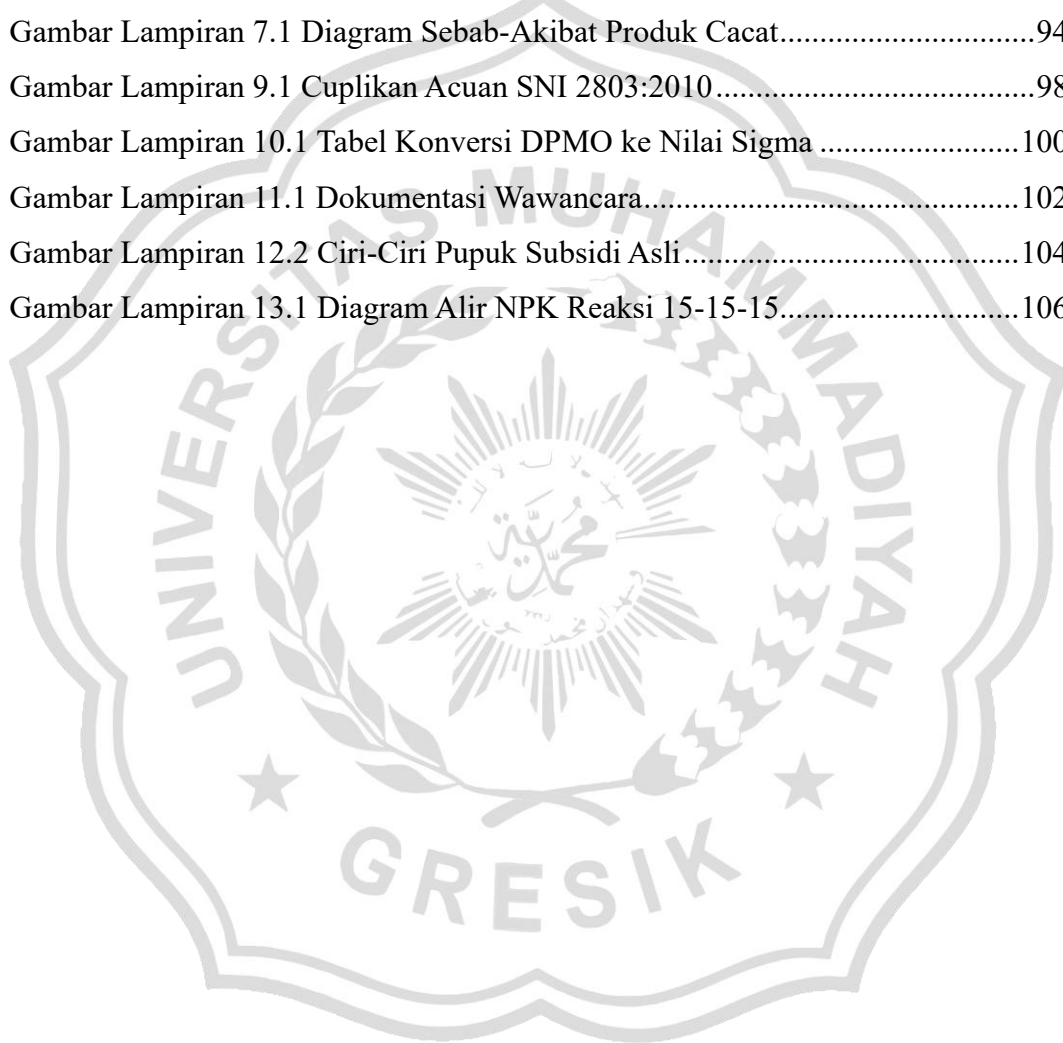 Gambar Lampiran 7.1 Diagram Sebab-Akibat Produk Cacat................................94
Gambar Lampiran 9.1 Cuplikan Acuan SNI 2803:2010........................................98
Gambar Lampiran 10.1 Tabel Konversi DPMO ke Nilai Sigma .........................100
Gambar Lampiran 11.1 Dokumentasi Wawancara...............................................102
Gambar Lampiran 12.2 Ciri-Ciri Pupuk Subsidi Asli..........................................104
Gambar Lampiran 13.1 Diagram Alir NPK Reaksi 15-15-15..............................106
UNIVERSITAS MUHAMMADIYAH
GRESIK